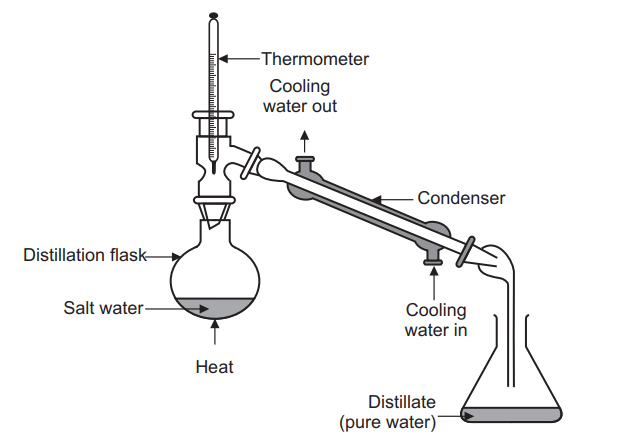 Thermometer
Cooling
water out
Condenser
Distillation flask
Salt water
Cooling
water in
Heat
Distillate
(pure water)